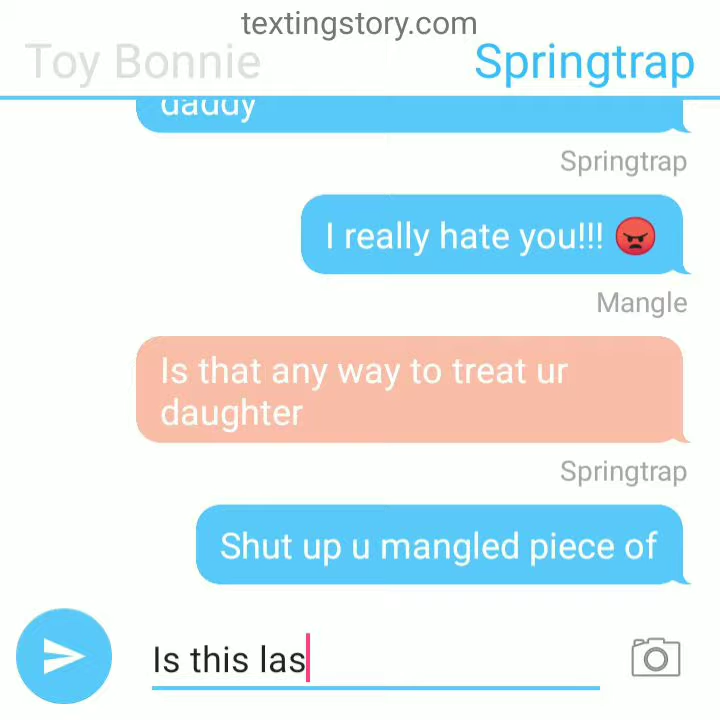 textingstory.com
Toy Bonnie
Springtrap
daddy
Springtrap
I really hate you!!! 😡
Mangle
Is that any way to treat ur
daughter
Springtrap
Shut up u mangled piece of
Is this las